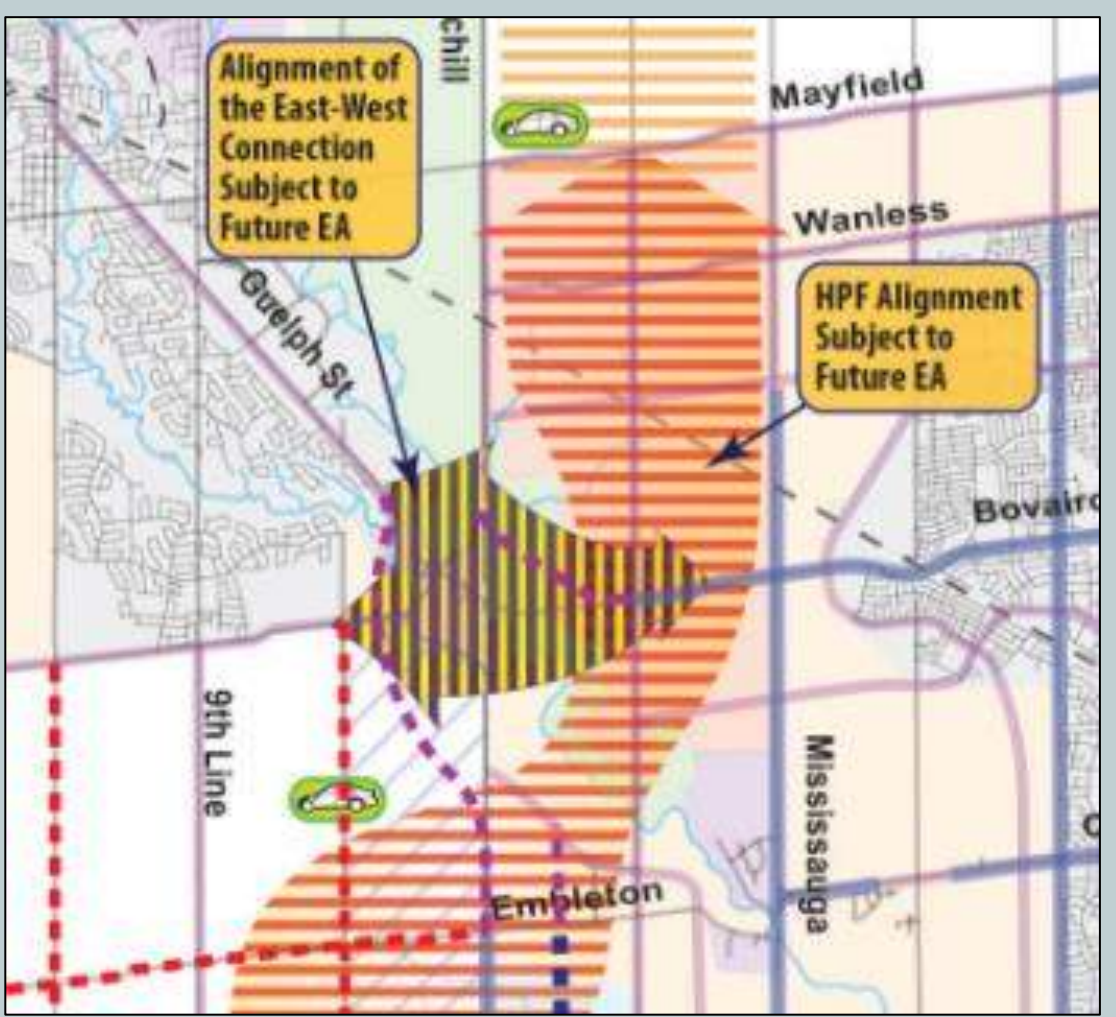 chill
Alignment of
the East-West
Connection
Subject to
Future EA
Mayfield
Wanless
Guelph St
HPF Alignment
Subject to
Future EA
Bovaird
9th Line
Mississauga
Embleton
C